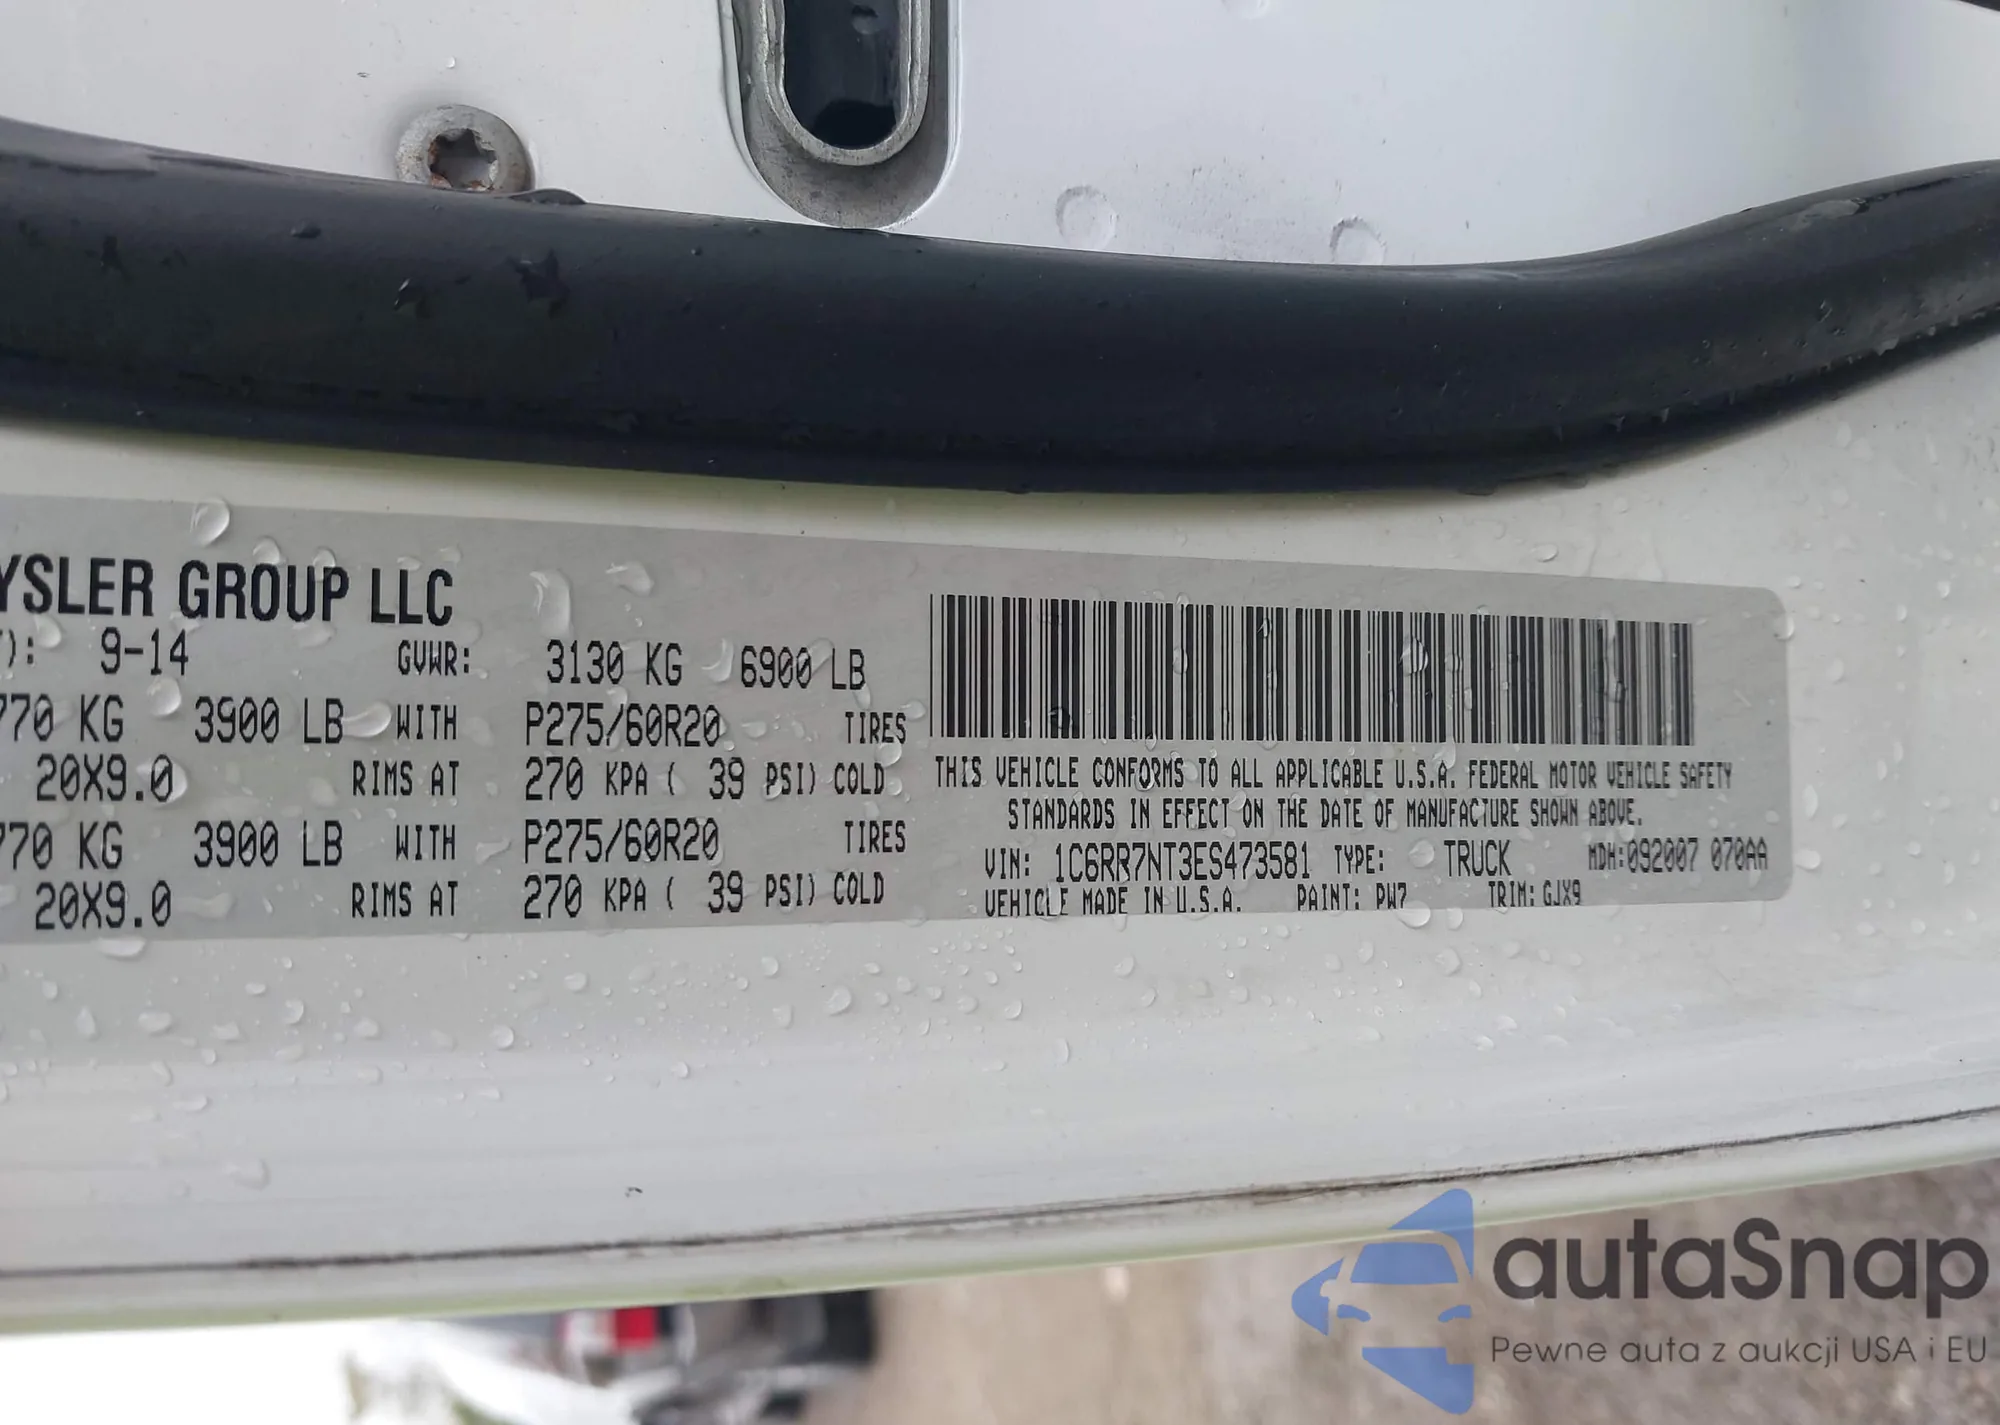 YSLER GROUP LLC
): 9-14 GVWR: 3130 KG 6900 LB
770 KG 3900 LB WITH P275/60R20 TIRES
20X9.0 RIMS AT 270 KPA ( 39 PSI) COLD
770 KG 3900 LB WITH P275/60R20 TIRES
20X9.0 RIMS AT 270 KPA ( 39 PSI) COLD
THIS VEHICLE CONFORMS TO ALL APPLICABLE U.S.A. FEDERAL MOTOR VEHICLE SAFETY
STANDARDS IN EFFECT ON THE DATE OF MANUFACTURE SHOWN ABOVE.
VIN: 1C6RR7NT3ES473581 TYPE: TRUCK MDH:092007 070AA
VEHICLE MADE IN U.S.A. PAINT: PW7 TRIM: GJX9
autaSnap
Pewne auta z aukcji USA i EU